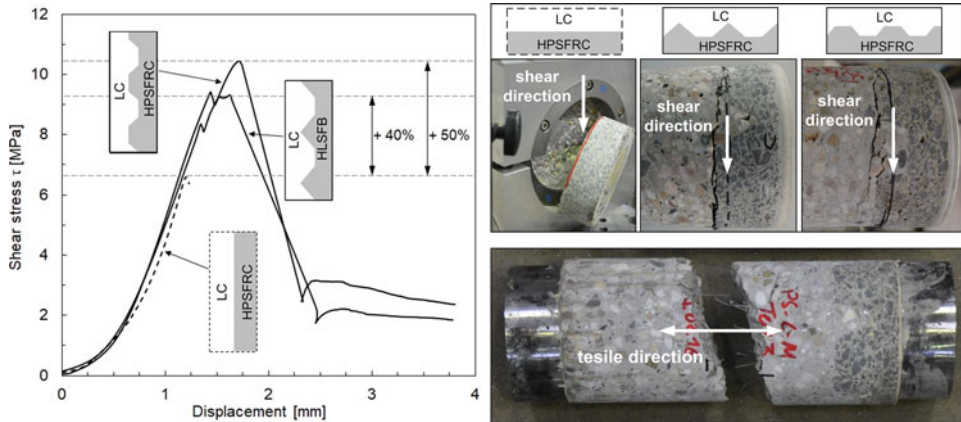 Shear stress τ [MPa]
12
10
8
6
4
2
0
0
1
2
3
4
Displacement [mm]
LC
HPSFRC
LC
HLSFB
LC
HPSFRC
+ 40%
+ 50%
LC
HPSFRC
LC
HPSFRC
LC
HPSFRC
shear
direction
shear
direction
shear
direction
tesile direction
PS-L-M